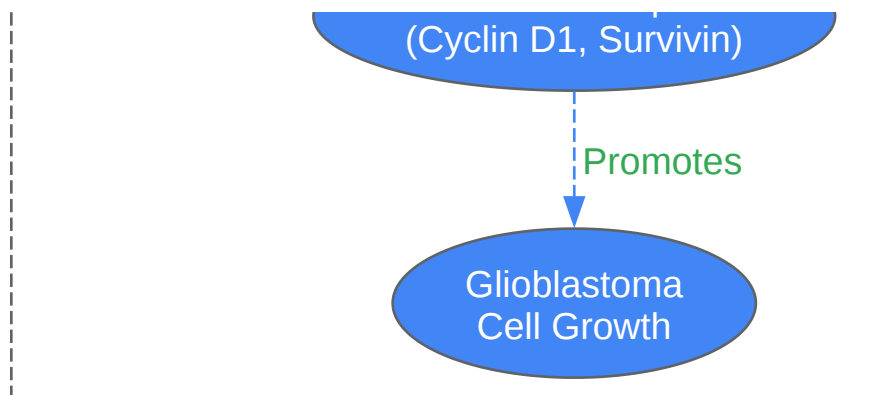 (Cyclin D1, Survivin)
Promotes
Glioblastoma
Cell Growth